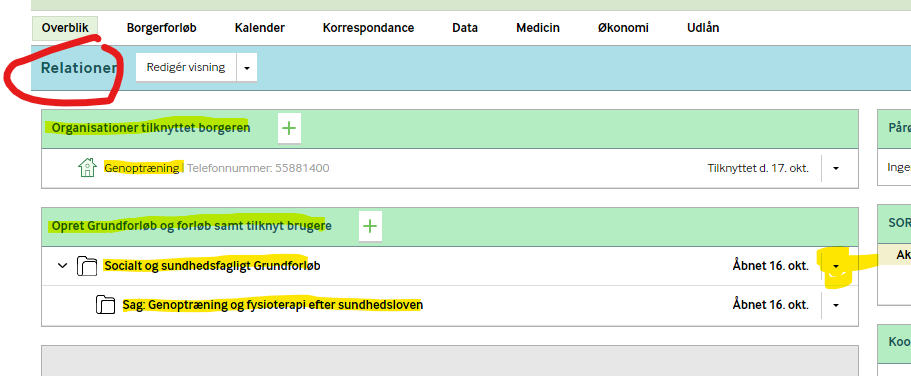 Overblik Borgerforløb Kalender Korrespondance Data Medicin Økonomi Udlån
Relationer Redigér visning
Organisationer tilknyttet borgeren
Genoptræning | Telefonnummer: 55881400 Tilknyttet d. 17. okt.
Opret Grundforløb og forløb samt tilknyt brugere
Socialt og sundhedsfagligt Grundforløb Åbnet 16. okt.
Sag: Genoptræning og fysioterapi efter sundhedsloven Åbnet 16. okt.